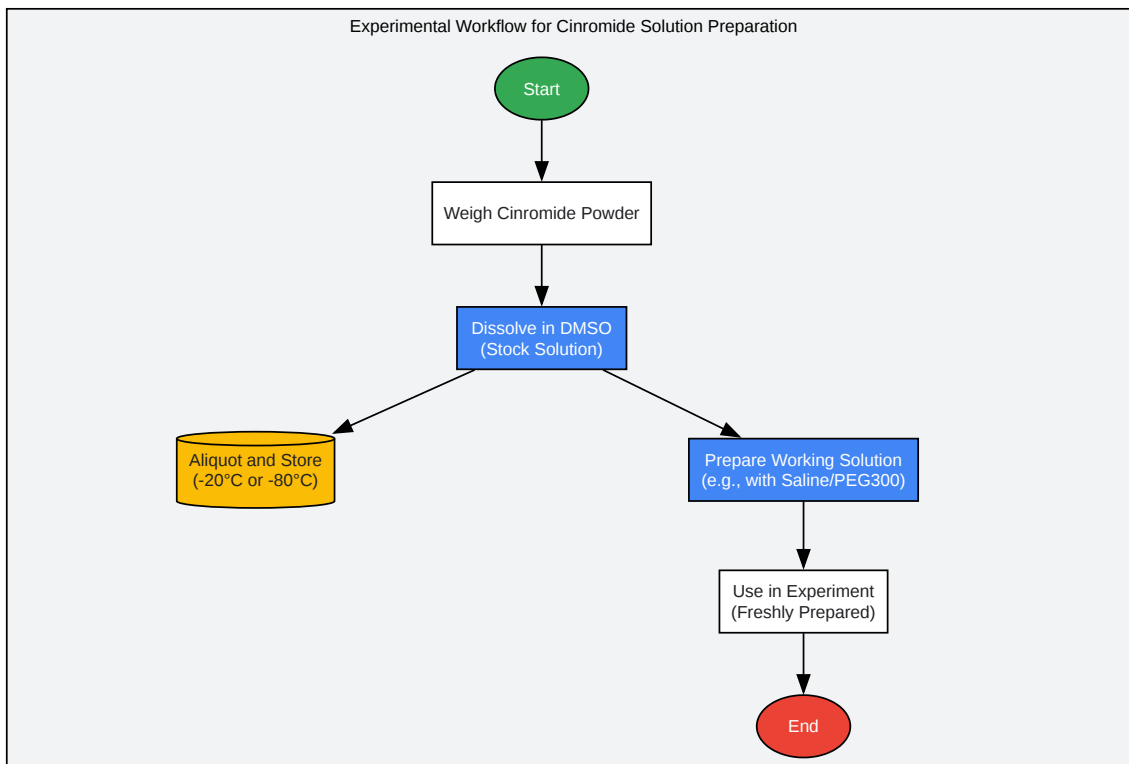 Experimental Workflow for Cinromide Solution Preparation
Start
Weigh Cinromide Powder
Dissolve in DMSO
(Stock Solution)
Aliquot and Store
(-20°C or -80°C)
Prepare Working Solution
(e.g., with Saline/PEG300)
Use in Experiment
(Freshly Prepared)
End